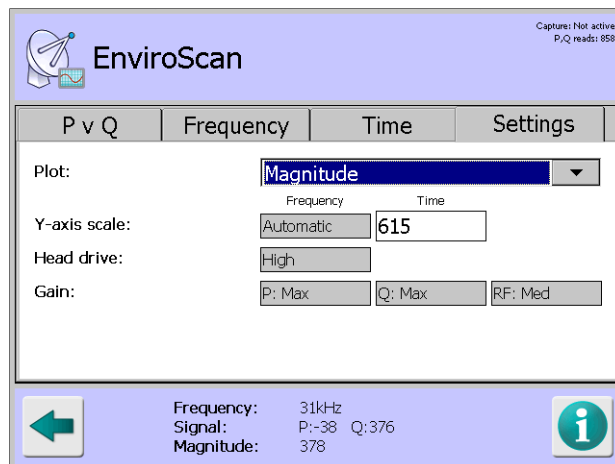 Capture: Not active
P,Q reads: 858
EnviroScan
P v Q Frequency Time Settings
Plot: Magnitude
Frequency Time
Y-axis scale: Automatic 615
Head drive: High
Gain: P: Max Q: Max RF: Med
Frequency: 31kHz
Signal: P:-38 Q:376
Magnitude: 378